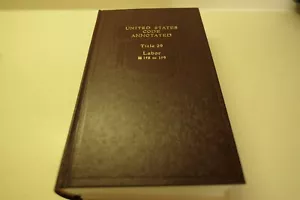 UNITED STATES
CODE
ANNOTATED
Title 29
Labor